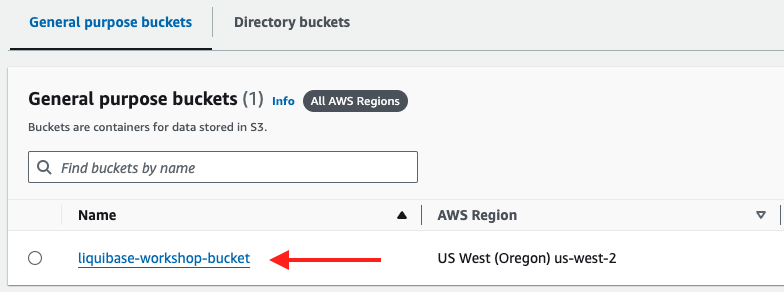 General purpose buckets Directory buckets
General purpose buckets (1) Info All AWS Regions
Buckets are containers for data stored in S3.
Find buckets by name
Name AWS Region
liquibase-workshop-bucket US West (Oregon) us-west-2